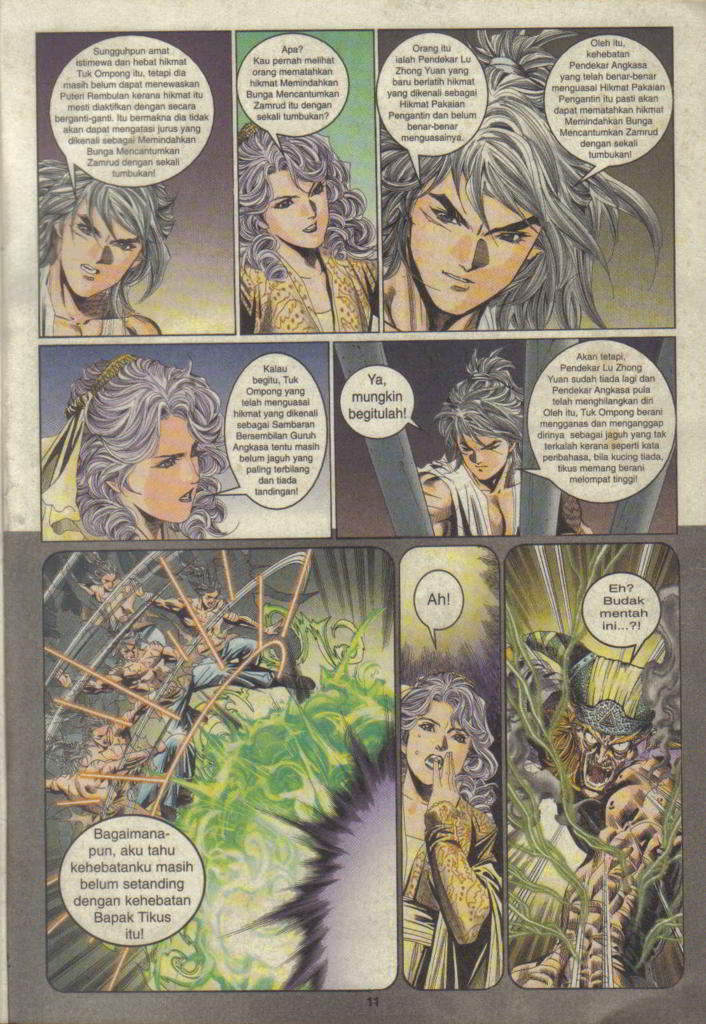 Sungguhpun amat
istimewa dan hebat hikmat
Tuk Ompong itu, tetapi dia
masih belum dapat menewaskan
Puteri Rembulan kerana hikmat itu
mesti diaktifkan dengan secara
berganti-ganti. Itu bermakna dia tidak
akan dapat mengatasi jurus yang
dikenali sebagai Memindahkan
Bunga Mencantumkan
Zamrud dengan sekali
tumbukan!
Apa?
Kau pernah melihat
orang mematahkan
hikmat Memindahkan
Bunga Mencantumkan
Zamrud itu dengan
sekali tumbukan?
Orang itu
ialah Pendekar Lu
Zhong Yuan yang
baru berlatih hikmat
yang dikenali sebagai
Hikmat Pakaian
Pengantin dan belum
benar-benar
menguasainya.
Oleh itu,
kehebatan
Pendekar Angkasa
yang telah benar-benar
menguasai Hikmat Pakaian
Pengantin itu pasti akan
dapat mematahkan hikmat
Memindahkan Bunga
Mencantumkan Zamrud
dengan sekali
tumbukan!
Kalau
begitu, Tuk
Ompong yang
telah menguasai
hikmat yang dikenali
sebagai Sambaran
Bersembilan Guruh
Angkasa tentu masih
belum jaguh yang
paling terbilang
dan tiada
tandingan!
Ya,
mungkin
begitulah!
Akan tetapi,
Pendekar Lu Zhong
Yuan sudah tiada lagi dan
Pendekar Angkasa pula
telah menghilangkan diri
Oleh itu, Tuk Ompong berani
mengganas dan menganggap
dirinya sebagai jaguh yang tak
terkalah kerana seperti kata
peribahasa, bila kucing tiada,
tikus memang berani
melompat tinggi!
Bagaimana-
pun, aku tahu
kehebatanku masih
belum setanding
dengan kehebatan
Bapak Tikus
itu!
Ah!
Eh?
Budak
mentah
ini...?!
11